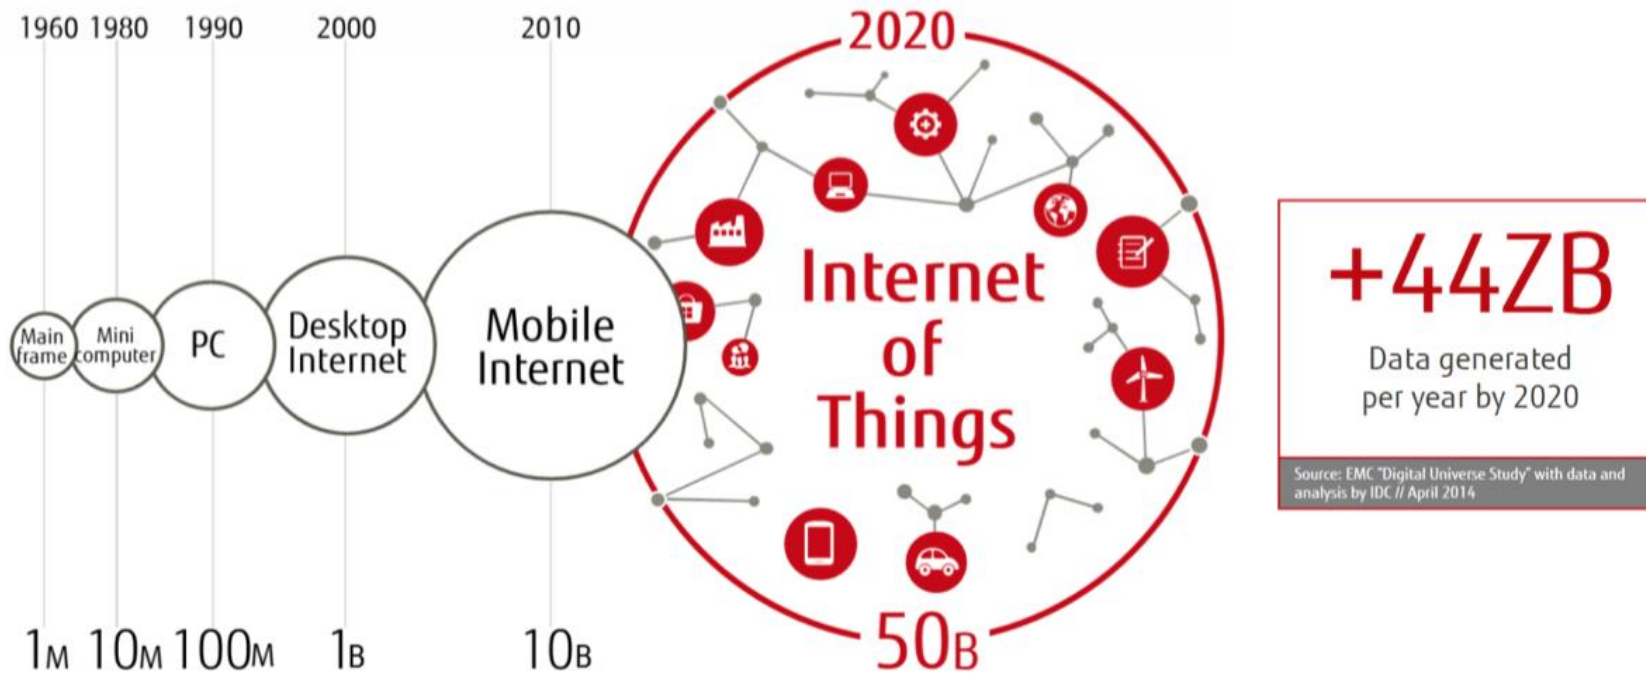 1960 1980 1990 2000 2010 2020
Main
frame
Mini
computer
PC
Desktop
Internet
Mobile
Internet
Internet
of
Things
1M 10M 100M 1B 10B 50B
+44ZB
Data generated
per year by 2020
Source: EMC "Digital Universe Study" with data and
analysis by IDC // April 2014